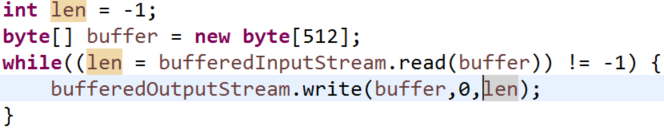 int len = -1;
byte[] buffer = new byte[512];
while((len = bufferedInputStream.read(buffer)) != -1) {
    bufferedOutputStream.write(buffer,0,len);
}